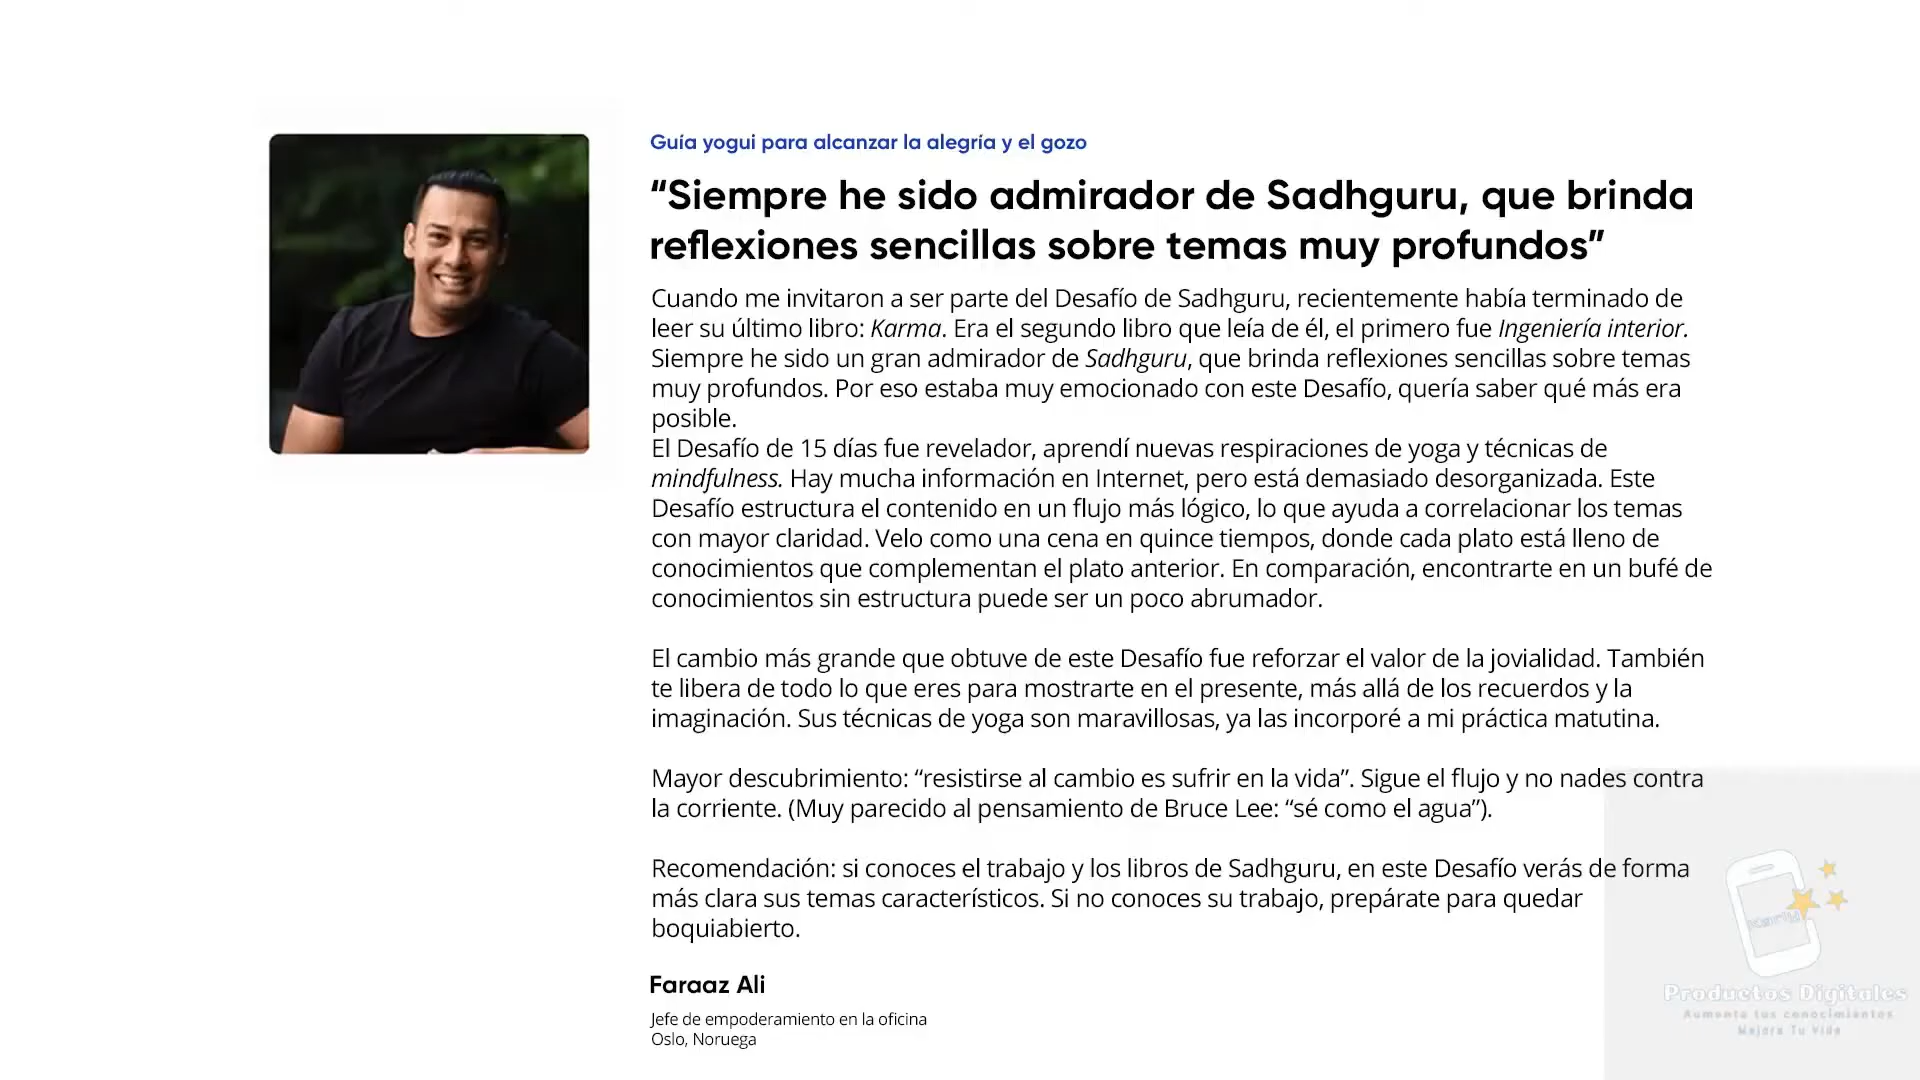 Guía yogui para alcanzar la alegría y el gozo
“Siempre he sido admirador de Sadhguru, que brinda
reflexiones sencillas sobre temas muy profundos”
Cuando me invitaron a ser parte del Desafío de Sadhguru, recientemente había terminado de
leer su último libro: Karma. Era el segundo libro que leía de él, el primero fue Ingeniería interior.
Siempre he sido un gran admirador de Sadhguru, que brinda reflexiones sencillas sobre temas
muy profundos. Por eso estaba muy emocionado con este Desafío, quería saber qué más era
posible.
El Desafío de 15 días fue revelador, aprendí nuevas respiraciones de yoga y técnicas de
mindfulness. Hay mucha información en Internet, pero está demasiado desorganizada. Este
Desafío estructura el contenido en un flujo más lógico, lo que ayuda a correlacionar los temas
con mayor claridad. Velo como una cena en quince tiempos, donde cada plato está lleno de
conocimientos que complementan el plato anterior. En comparación, encontrarte en un bufé de
conocimientos sin estructura puede ser un poco abrumador.
El cambio más grande que obtuve de este Desafío fue reforzar el valor de la jovialidad. También
te libera de todo lo que eres para mostrarte en el presente, más allá de los recuerdos y la
imaginación. Sus técnicas de yoga son maravillosas, ya las incorporé a mi práctica matutina.
Mayor descubrimiento: “resistirse al cambio es sufrir en la vida”. Sigue el flujo y no nades contra
la corriente. (Muy parecido al pensamiento de Bruce Lee: “sé como el agua”).
Recomendación: si conoces el trabajo y los libros de Sadhguru, en este Desafío verás de forma
más clara sus temas característicos. Si no conoces su trabajo, prepárate para quedar
boquiabierto.
Faraaz Ali
Jefe de empoderamiento en la oficina
Oslo, Noruega
Productos Digitales
Aumenta tus conocimientos
Mejora Tu Vida